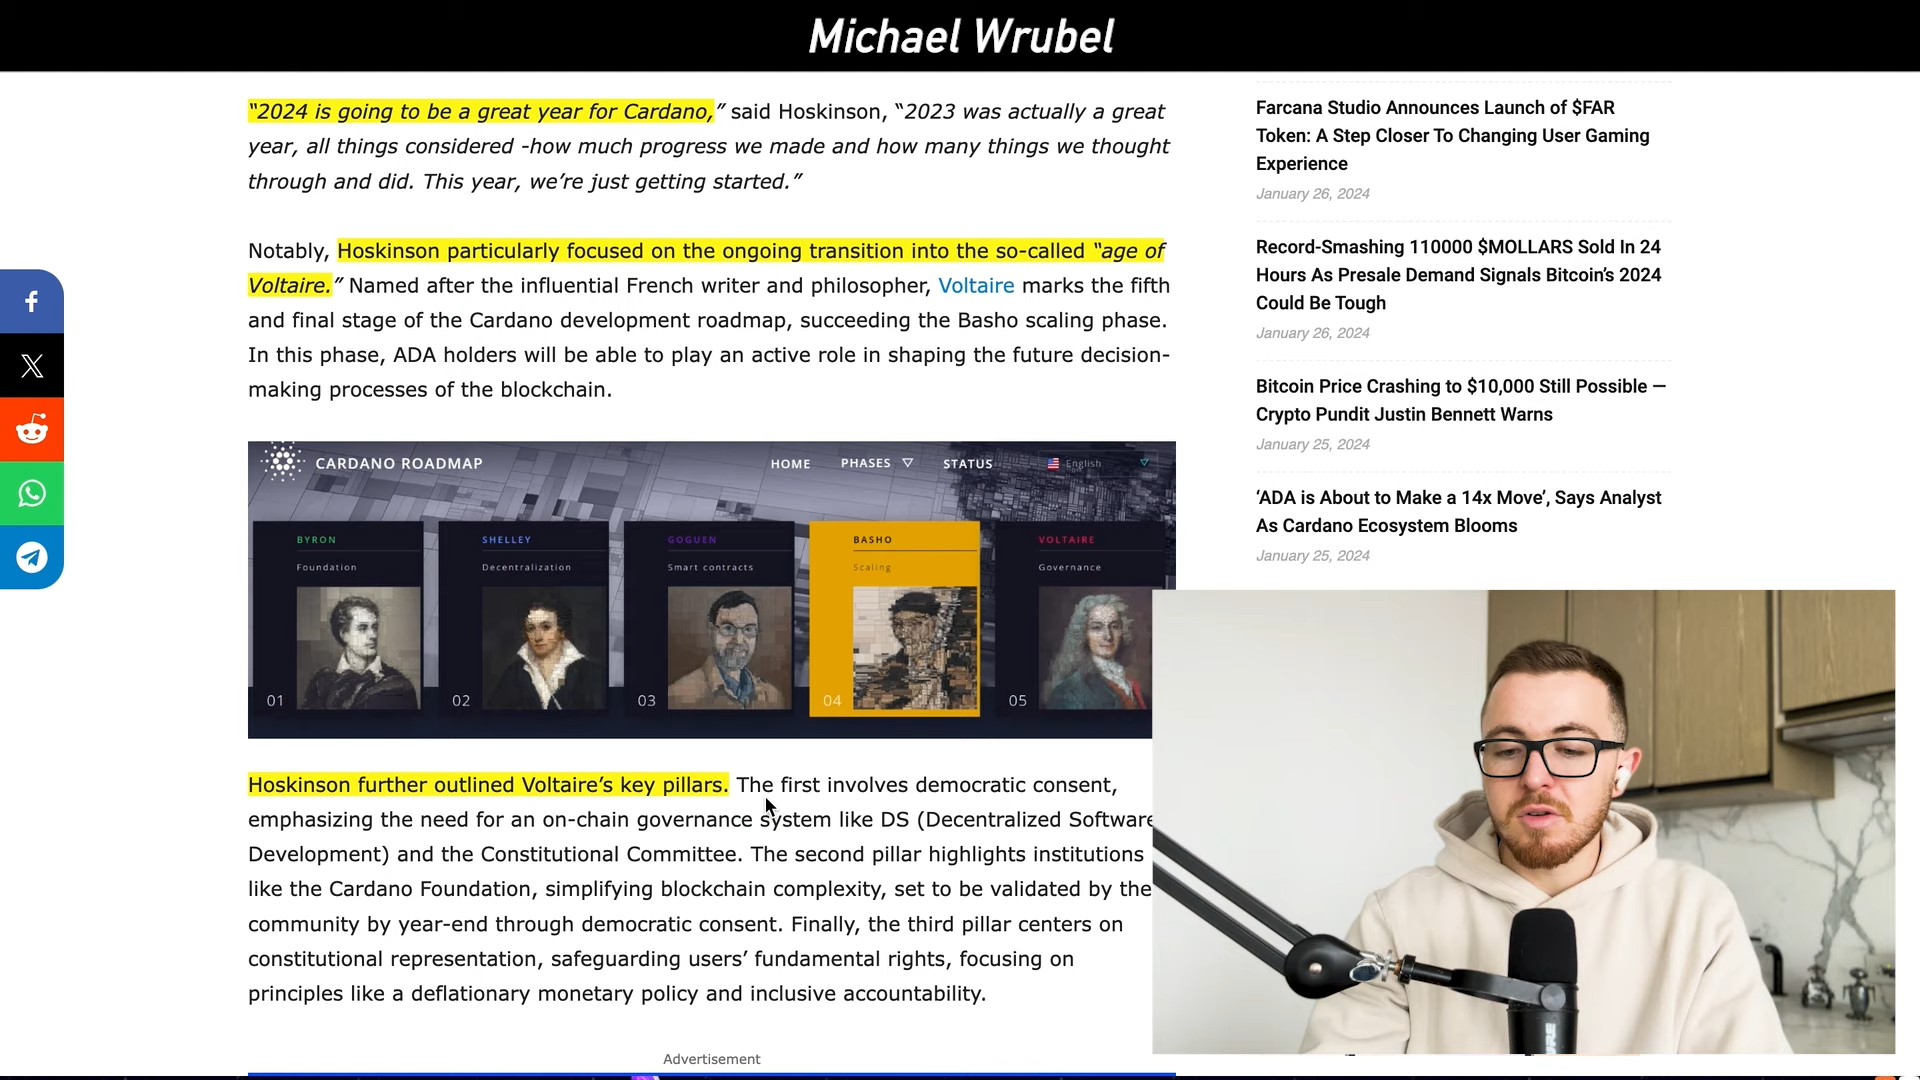 Michael Wrubel
“2024 is going to be a great year for Cardano,” said Hoskinson, “2023 was actually a great
year, all things considered -how much progress we made and how many things we thought
through and did. This year, we’re just getting started.”
Notably, Hoskinson particularly focused on the ongoing transition into the so-called “age of
Voltaire.” Named after the influential French writer and philosopher, Voltaire marks the fifth
and final stage of the Cardano development roadmap, succeeding the Basho scaling phase.
In this phase, ADA holders will be able to play an active role in shaping the future decision-
making processes of the blockchain.
CARDANO ROADMAP
HOME PHASES STATUS English
BYRON
Foundation
01
SHELLEY
Decentralization
02
GOGUEN
Smart contracts
03
BASHO
Scaling
04
VOLTAIRE
Governance
05
Hoskinson further outlined Voltaire’s key pillars. The first involves democratic consent,
emphasizing the need for an on-chain governance system like DS (Decentralized Software
Development) and the Constitutional Committee. The second pillar highlights institutions
like the Cardano Foundation, simplifying blockchain complexity, set to be validated by the
community by year-end through democratic consent. Finally, the third pillar centers on
constitutional representation, safeguarding users’ fundamental rights, focusing on
principles like a deflationary monetary policy and inclusive accountability.
Advertisement
Farcana Studio Announces Launch of $FAR
Token: A Step Closer To Changing User Gaming
Experience
January 26, 2024
Record-Smashing 110000 $MOLLARS Sold In 24
Hours As Presale Demand Signals Bitcoin’s 2024
Could Be Tough
January 26, 2024
Bitcoin Price Crashing to $10,000 Still Possible —
Crypto Pundit Justin Bennett Warns
January 25, 2024
‘ADA is About to Make a 14x Move’, Says Analyst
As Cardano Ecosystem Blooms
January 25, 2024